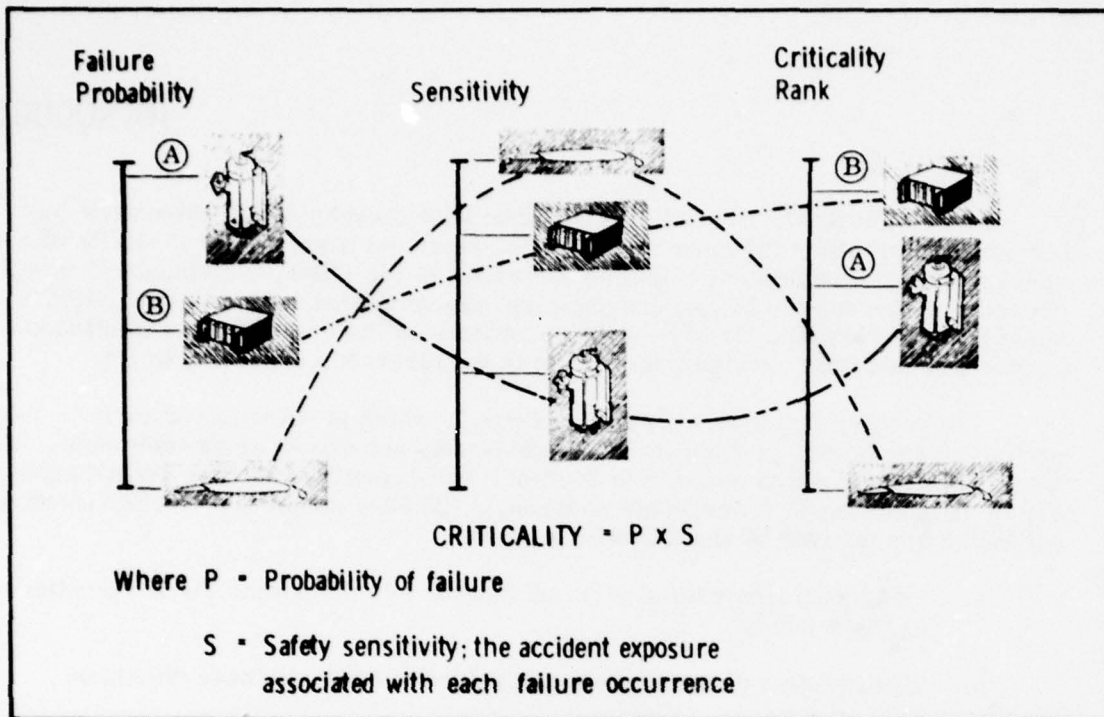 Failure
Probability
Sensitivity
Criticality
Rank
A
B
B
A
CRITICALITY = P x S
Where P = Probability of failure
S = Safety sensitivity; the accident exposure
associated with each failure occurrence